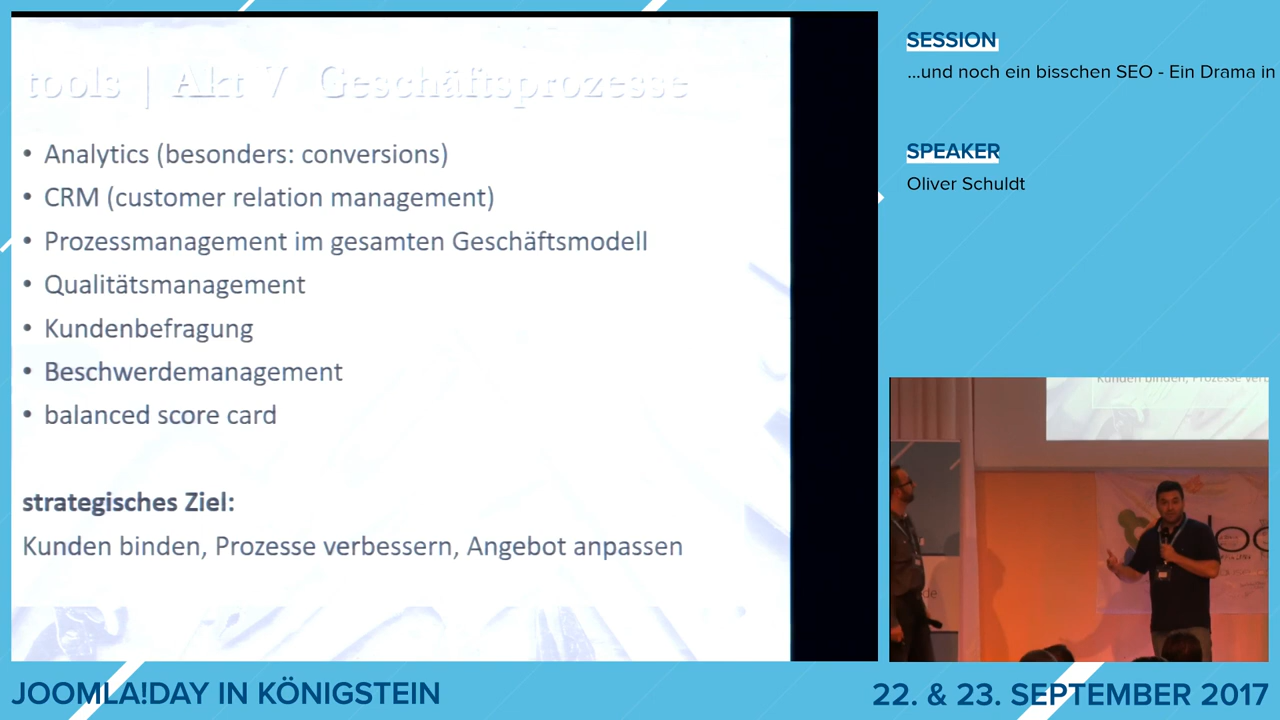 tools | Akt 7 Geschäftsprozesse
• Analytics (besonders: conversions)
• CRM (customer relation management)
• Prozessmanagement im gesamten Geschäftsmodell
• Qualitätsmanagement
• Kundenbefragung
• Beschwerdemanagement
• balanced score card
strategisches Ziel:
Kunden binden, Prozesse verbessern, Angebot anpassen
SESSION
...und noch ein bisschen SEO - Ein Drama in
SPEAKER
Oliver Schuldt
Kunden binden, Prozesse verb
de
JOOMLA!DAY IN KÖNIGSTEIN
22. & 23. SEPTEMBER 2017